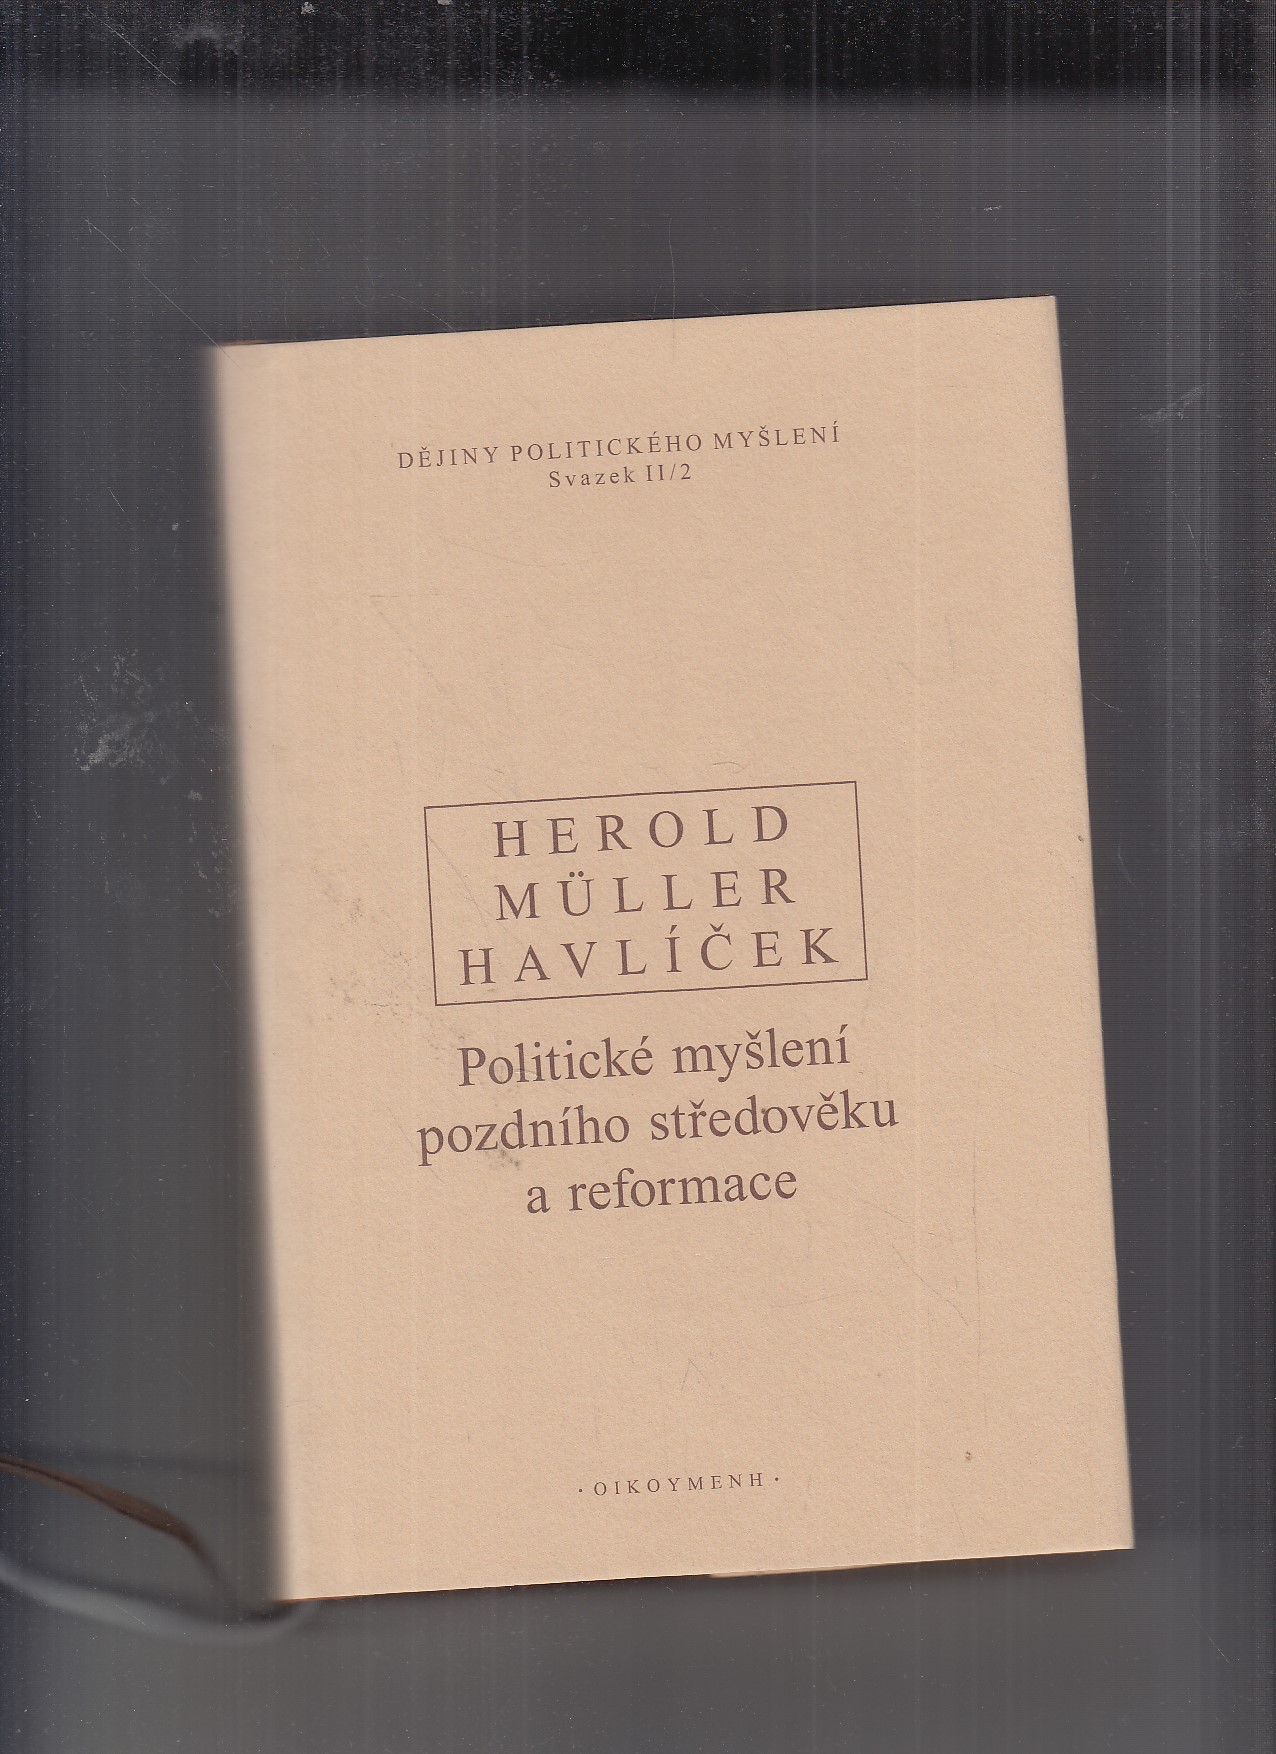 DĚJINY POLITICKÉHO MYŠLENÍ
Svazek II/2
HEROLD
MÜLLER
HAVLÍČEK
Politické myšlení
pozdního středověku
a reformace
· OIKOYMENH ·